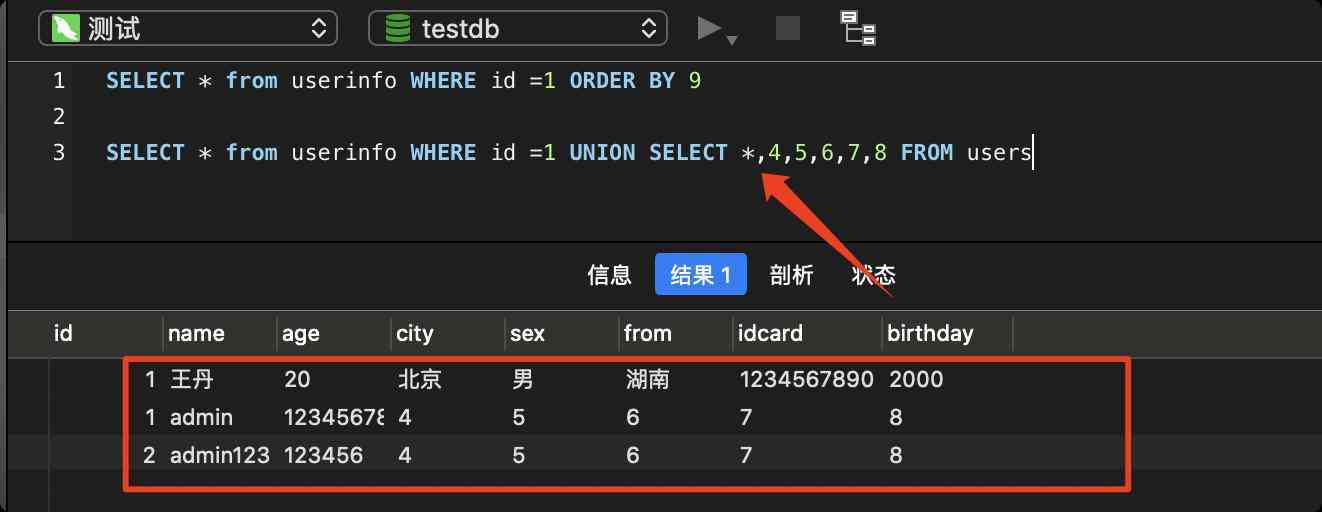 测试 testdb
1 SELECT * from userinfo WHERE id =1 ORDER BY 9
2
3 SELECT * from userinfo WHERE id =1 UNION SELECT *,4,5,6,7,8 FROM users
信息 结果 1 剖析 状态
id name age city sex from idcard birthday
1 王丹 20 北京 男 湖南 1234567890 2000
1 admin 12345678 4 5 6 7 8
2 admin123 123456 4 5 6 7 8